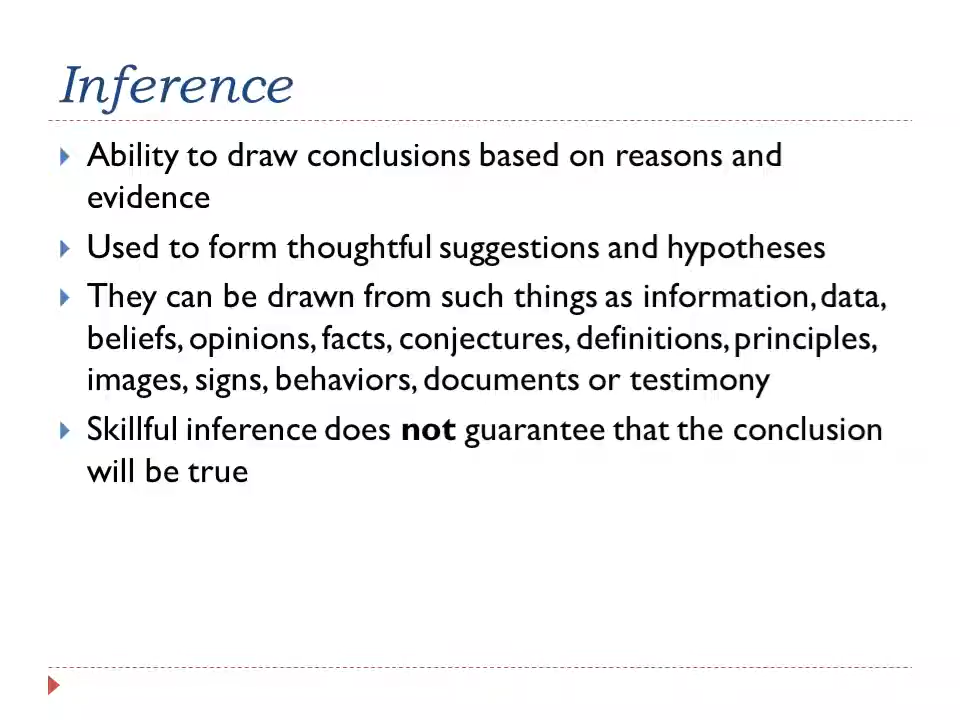 Inference
Ability to draw conclusions based on reasons and
evidence
Used to form thoughtful suggestions and hypotheses
They can be drawn from such things as information, data,
beliefs, opinions, facts, conjectures, definitions, principles,
images, signs, behaviors, documents or testimony
Skillful inference does not guarantee that the conclusion
will be true